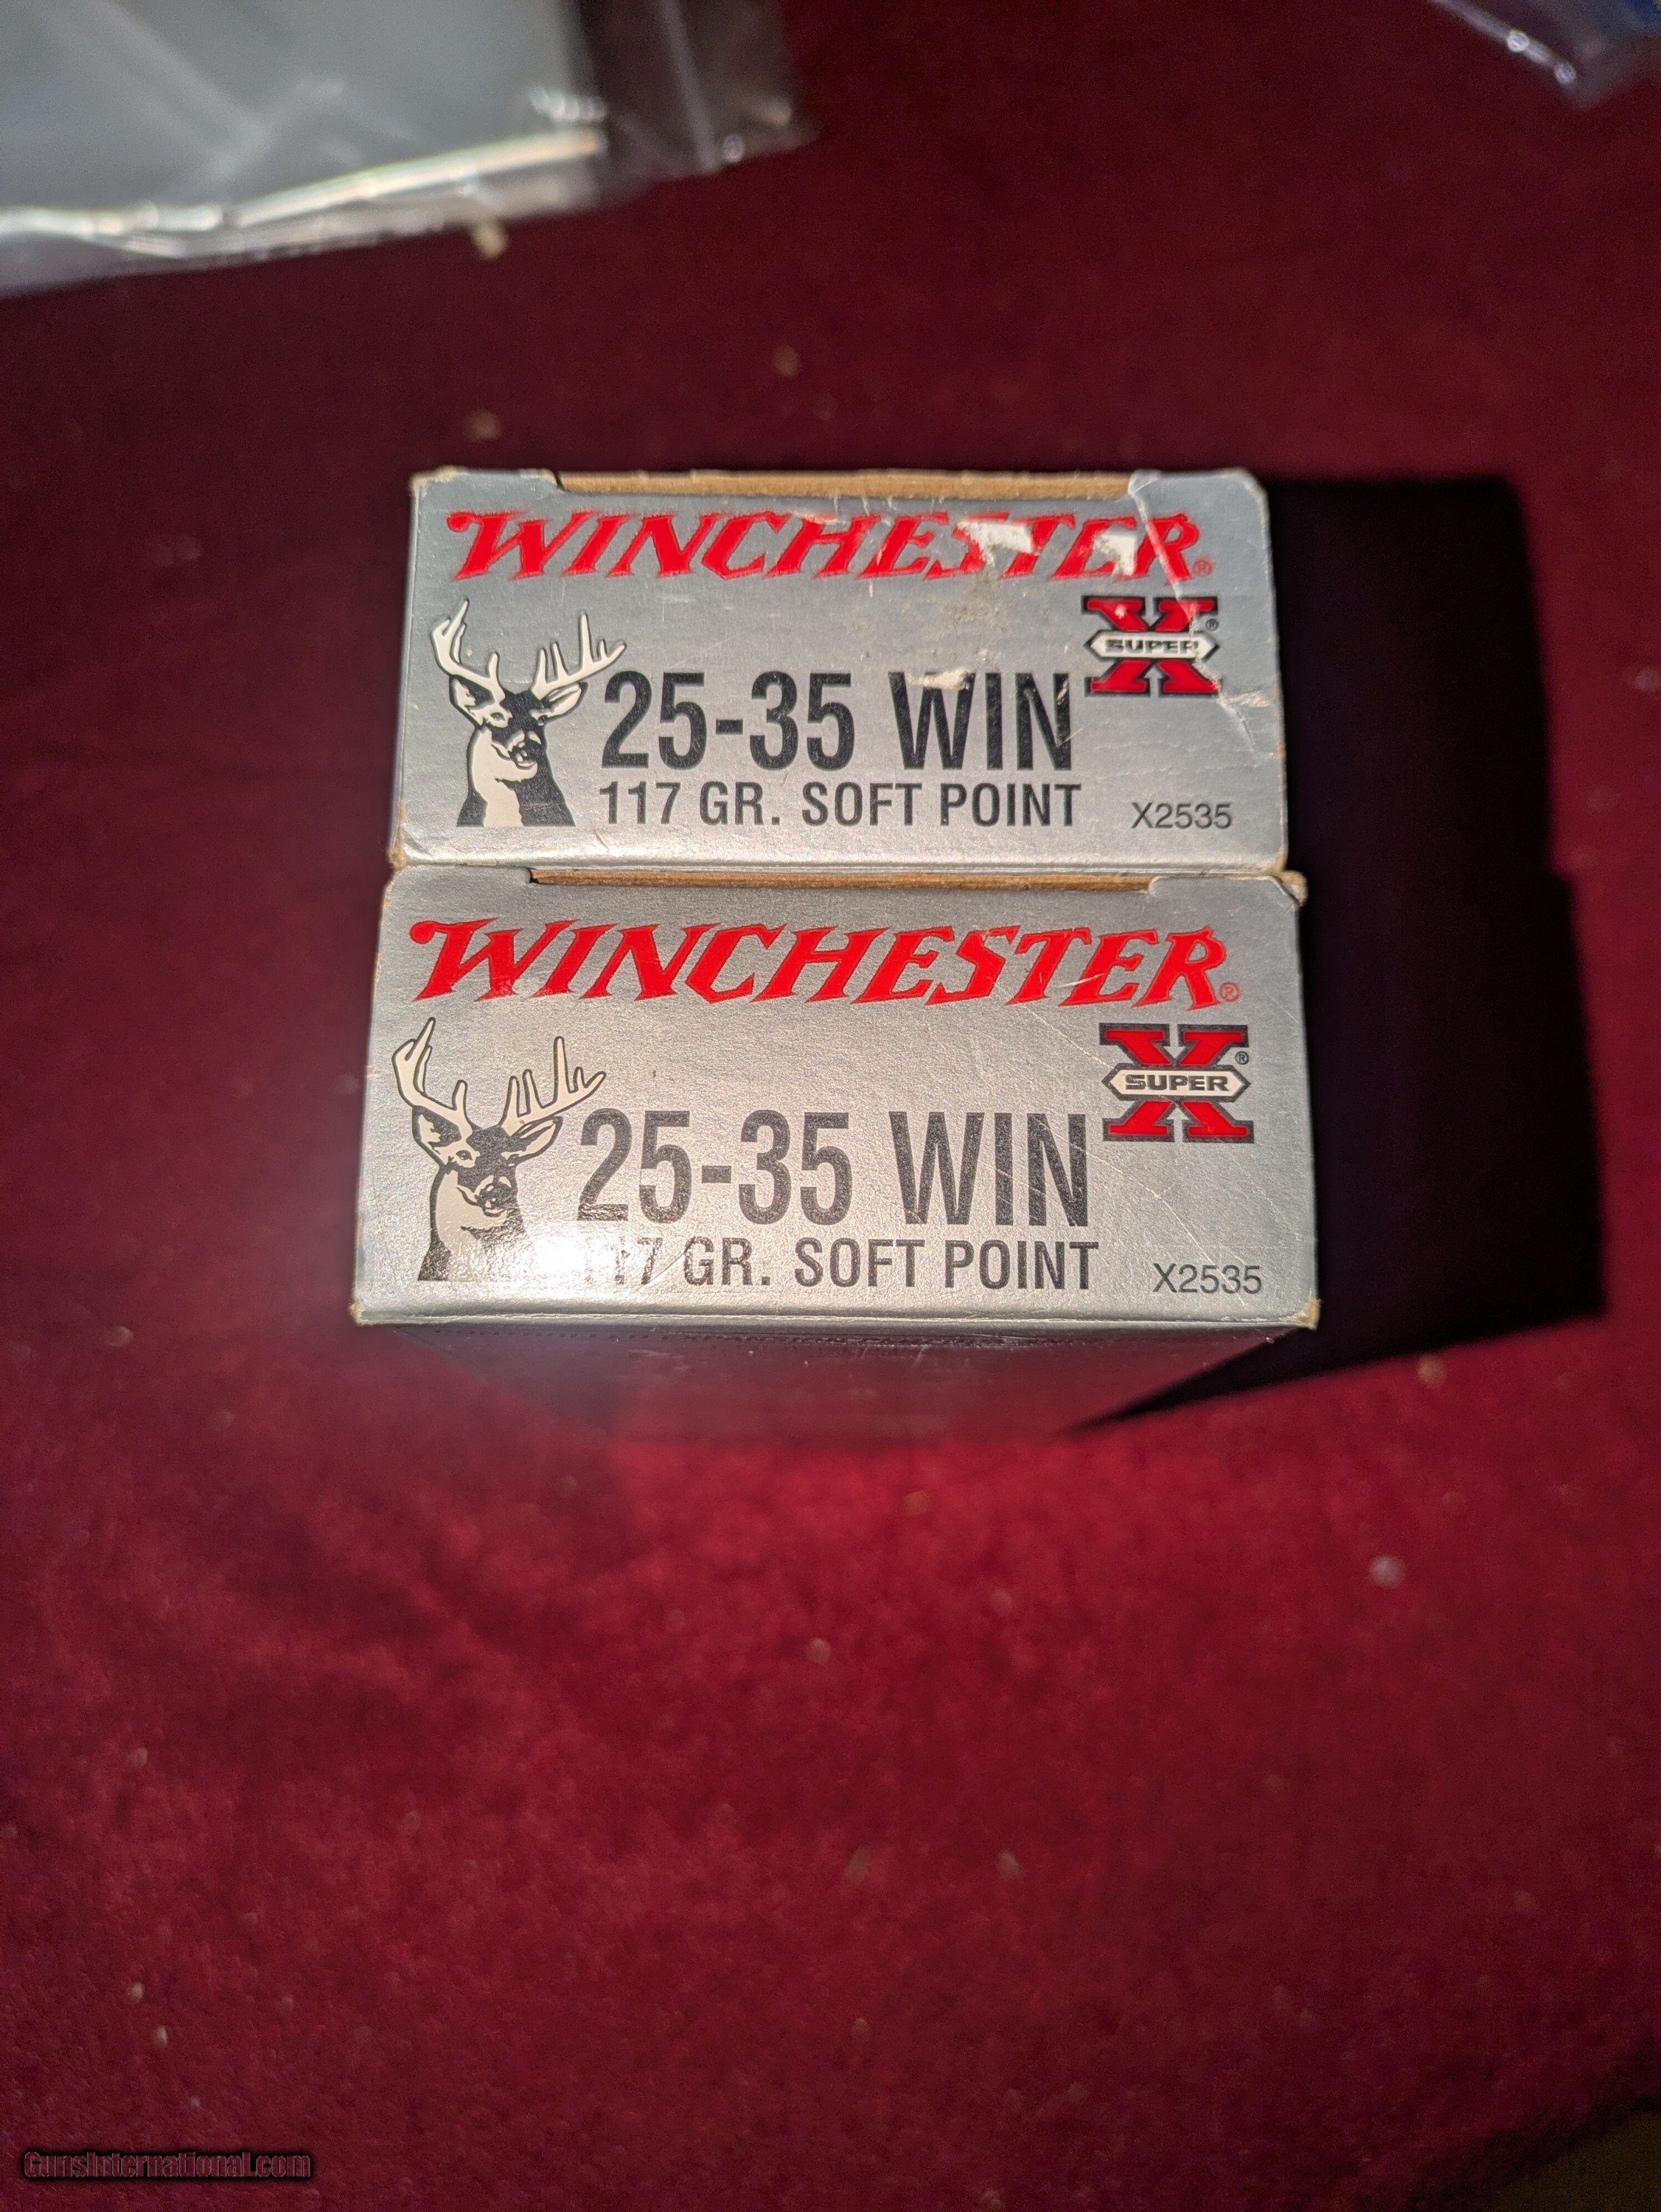 WINCHESTER®
X®
SUPER
25-35 WIN
117 GR. SOFT POINT X2535
WINCHESTER®
X®
SUPER
25-35 WIN
117 GR. SOFT POINT X2535
GunsInternational.com